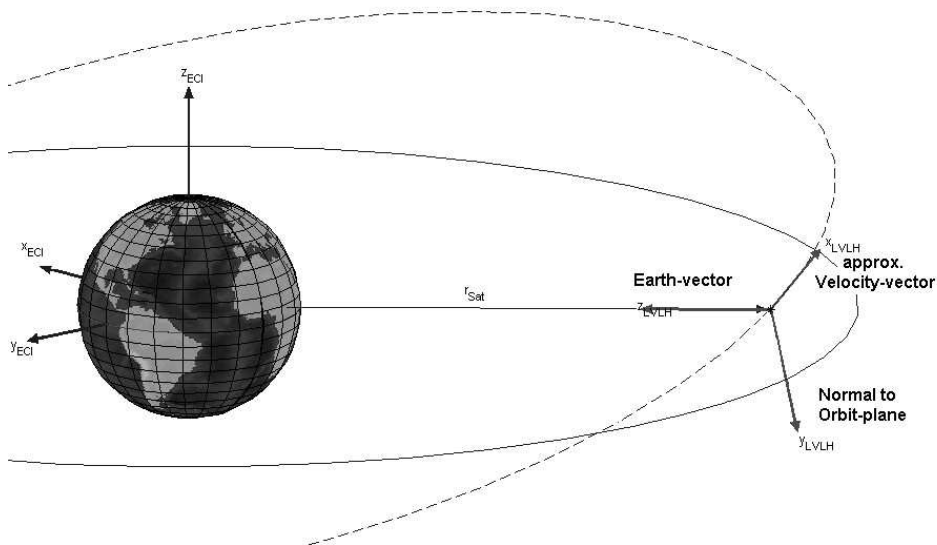 z_ECI
x_ECI
y_ECI
r_Sat
Earth-vector
z_LVLH
x_LVLH
approx.
Velocity-vector
Normal to
Orbit-plane
y_LVLH